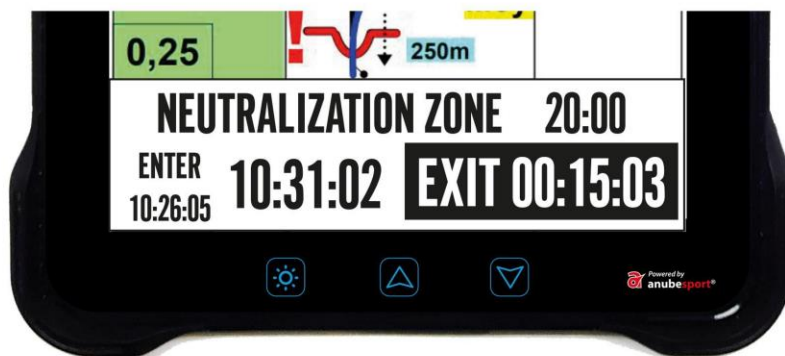 0,25
250m
NEUTRALIZATION ZONE 20:00
ENTER
10:26:05
10:31:02
EXIT 00:15:03
Powered by
anubesport®